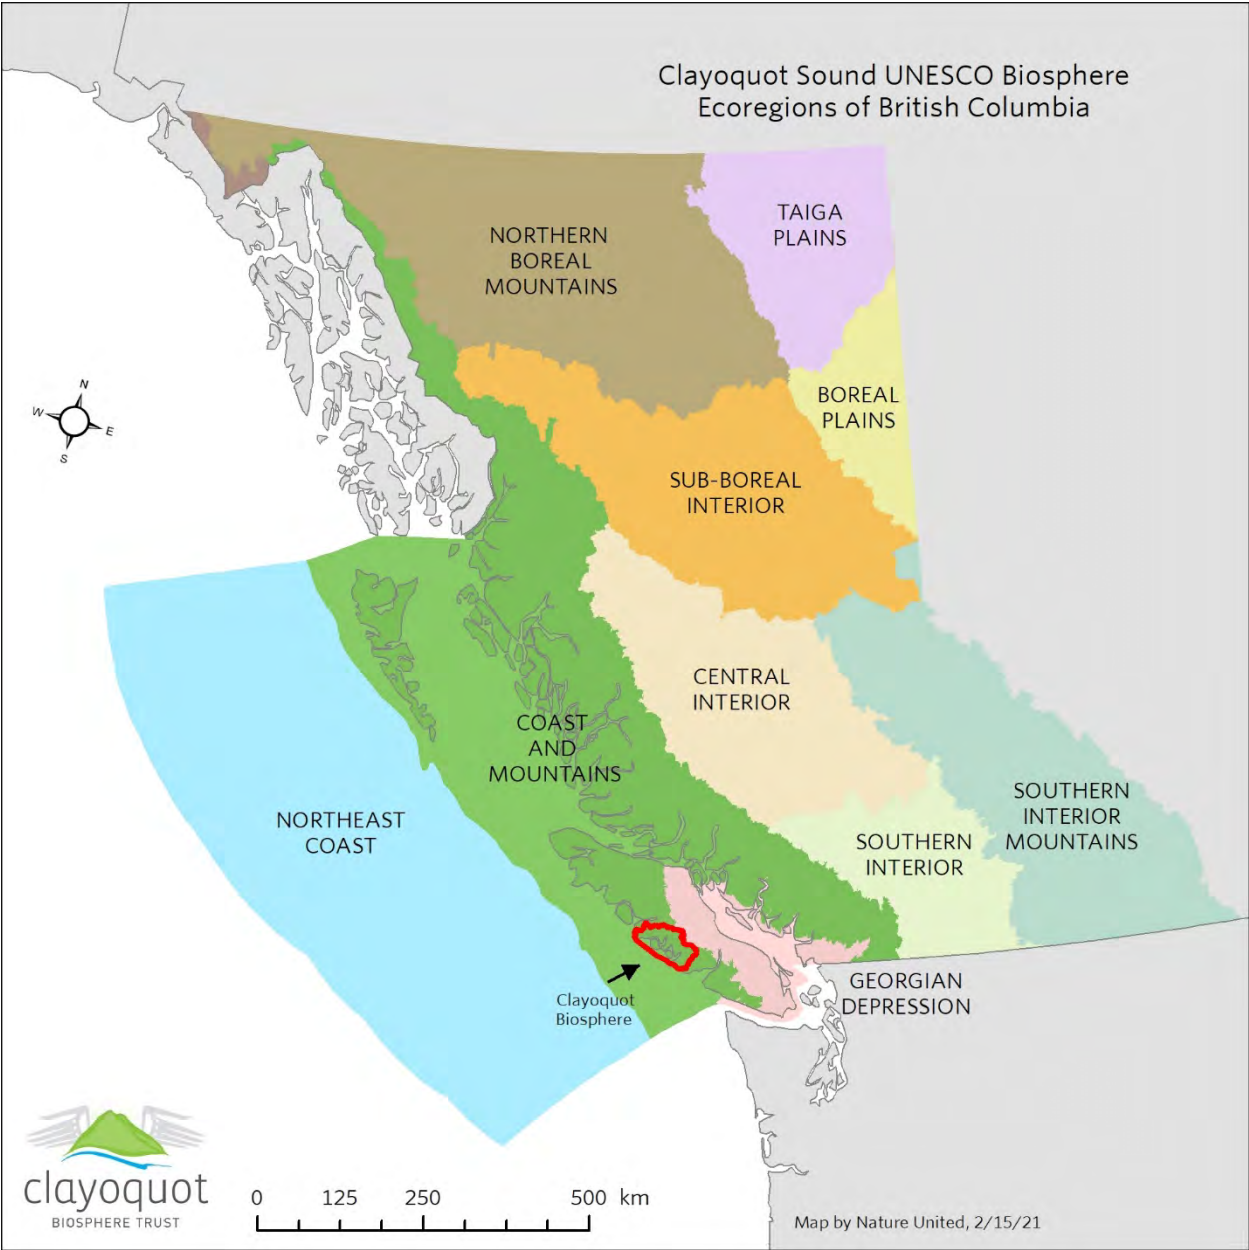 Clayoquot Sound UNESCO Biosphere
Ecoregions of British Columbia
TAIGA
PLAINS
NORTHERN
BOREAL
MOUNTAINS
BOREAL
PLAINS
N
W
E
S
SUB-BOREAL
INTERIOR
CENTRAL
INTERIOR
COAST
AND
MOUNTAINS
NORTHEAST
COAST
SOUTHERN
INTERIOR
MOUNTAINS
SOUTHERN
INTERIOR
GEORGIAN
DEPRESSION
Clayoquot
Biosphere
clayoquot
BIOSPHERE TRUST
0 125 250 500 km
Map by Nature United, 2/15/21